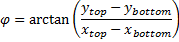 φ = arctan((y_top − y_bottom)/(x_top − x_bottom))